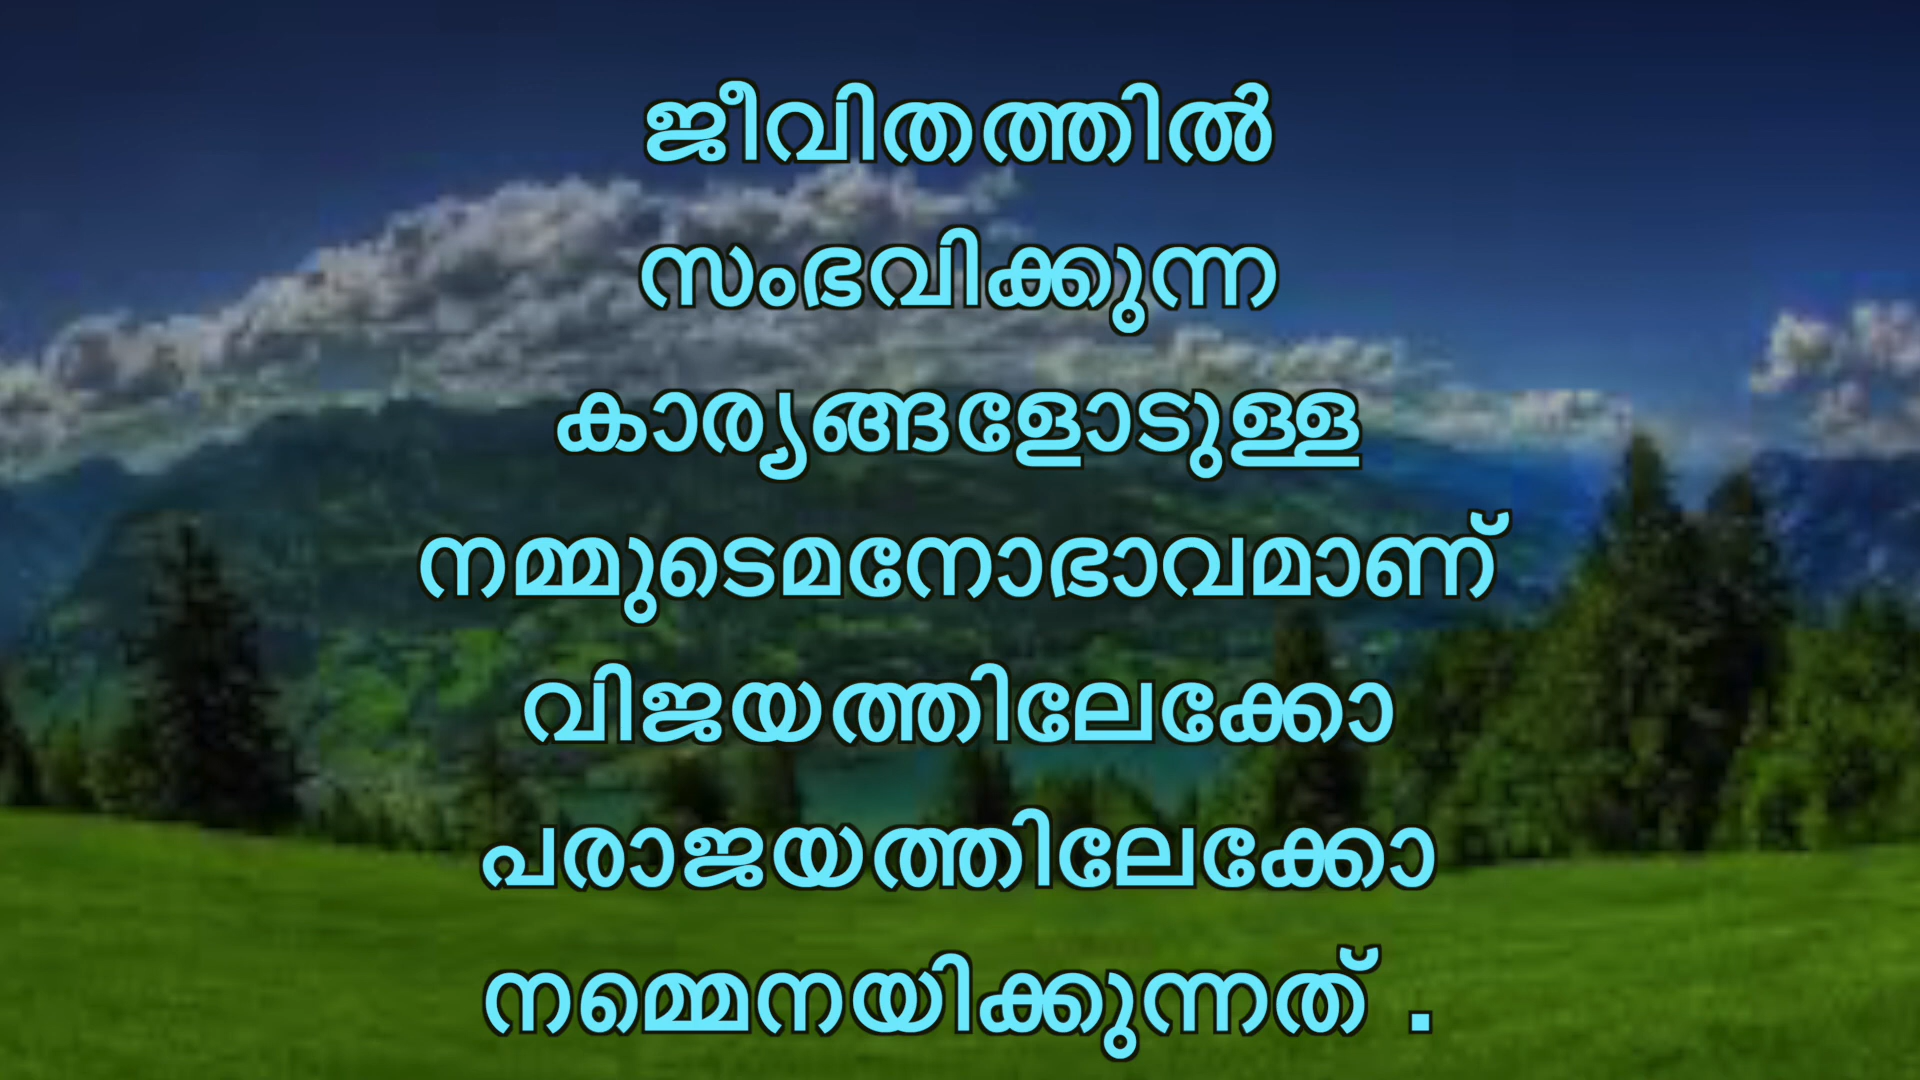 ജീവിതത്തിൽ
സംഭവിക്കുന്ന
കാര്യങ്ങളോടുള്ള
നമ്മുടെമനോഭാവമാണ്
വിജയത്തിലേക്കോ
പരാജയത്തിലേക്കോ
നമ്മെനയിക്കുന്നത് .